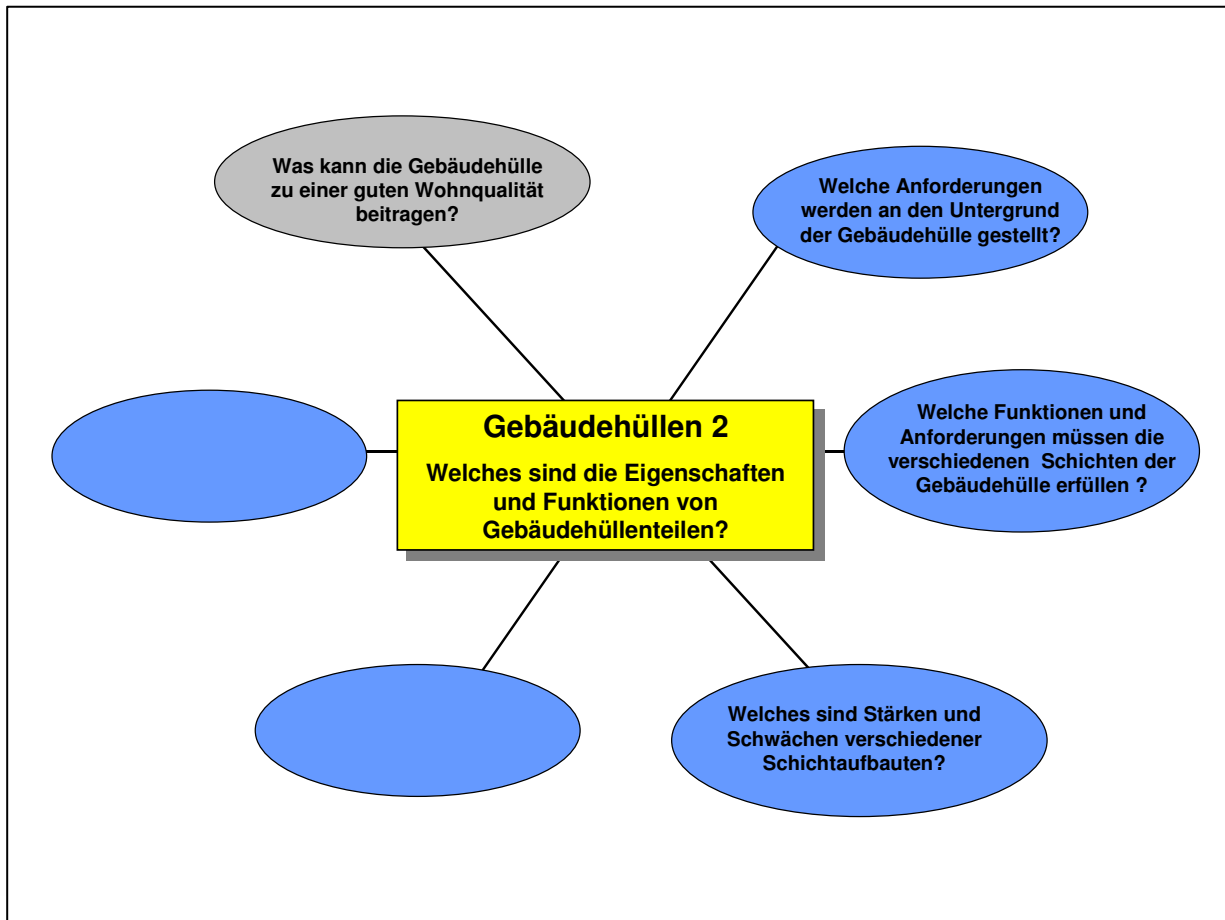 Was kann die Gebäudehülle
zu einer guten Wohnqualität
beitragen?
Welche Anforderungen
werden an den Untergrund
der Gebäudehülle gestellt?
Gebäudehüllen 2
Welches sind die Eigenschaften
und Funktionen von
Gebäudehüllenteilen?
Welche Funktionen und
Anforderungen müssen die
verschiedenen  Schichten der
Gebäudehülle erfüllen ?
Welches sind Stärken und
Schwächen verschiedener
Schichtaufbauten?